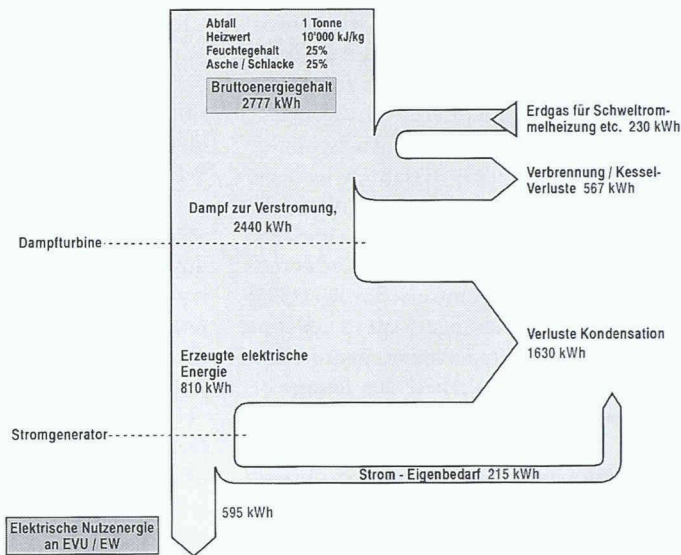 Abfall 1 Tonne
Heizwert 10'000 kJ/kg
Feuchtegehalt 25%
Asche / Schlacke 25%
Bruttoenergiegehalt
2777 kWh
Erdgas für Schweltrom-
melheizung etc. 230 kWh
Verbrennung / Kessel-
Verluste 567 kWh
Dampf zur Verstromung,
2440 kWh
Dampfturbine
Verluste Kondensation
1630 kWh
Erzeugte elektrische
Energie
810 kWh
Stromgenerator
Strom - Eigenbedarf 215 kWh
595 kWh
Elektrische Nutzenergie
an EVU / EW